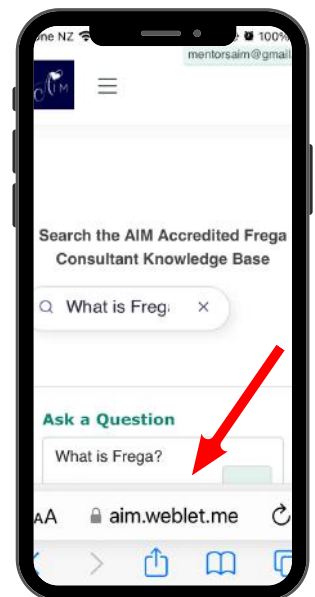 one NZ 100%
mentorsaim@gmail
AIM
Search the AIM Accredited Frega
Consultant Knowledge Base
What is Freg
Ask a Question
What is Frega?
AA aim.weblet.me